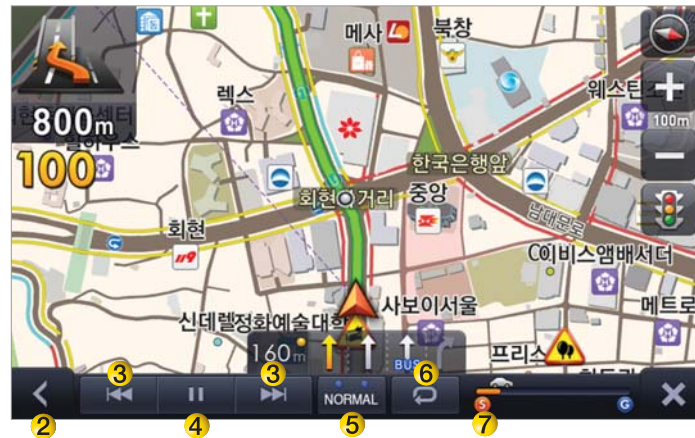 메사
북창
렉스
웨스틴조선
800m
100
100m
한국은행앞
회현 거리
중앙
남대문로
회현
119
이비스앰배서더
사보이서울
메트로
신데렐
정화예술대학
160m
BUS
프리스
NORMAL
S
G
2
3
4
3
5
6
7